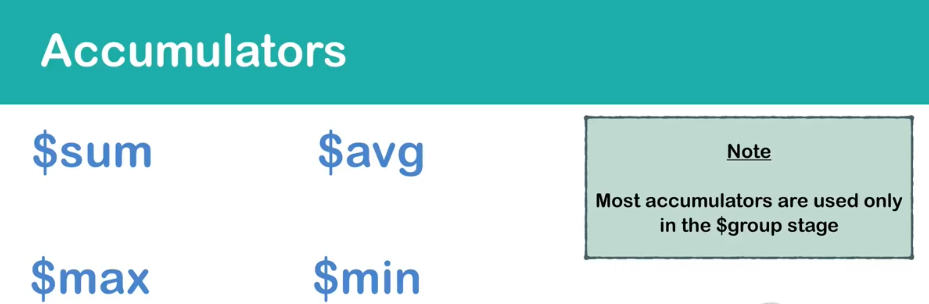 Accumulators
$sum $avg
$max $min
Note
Most accumulators are used only
in the $group stage